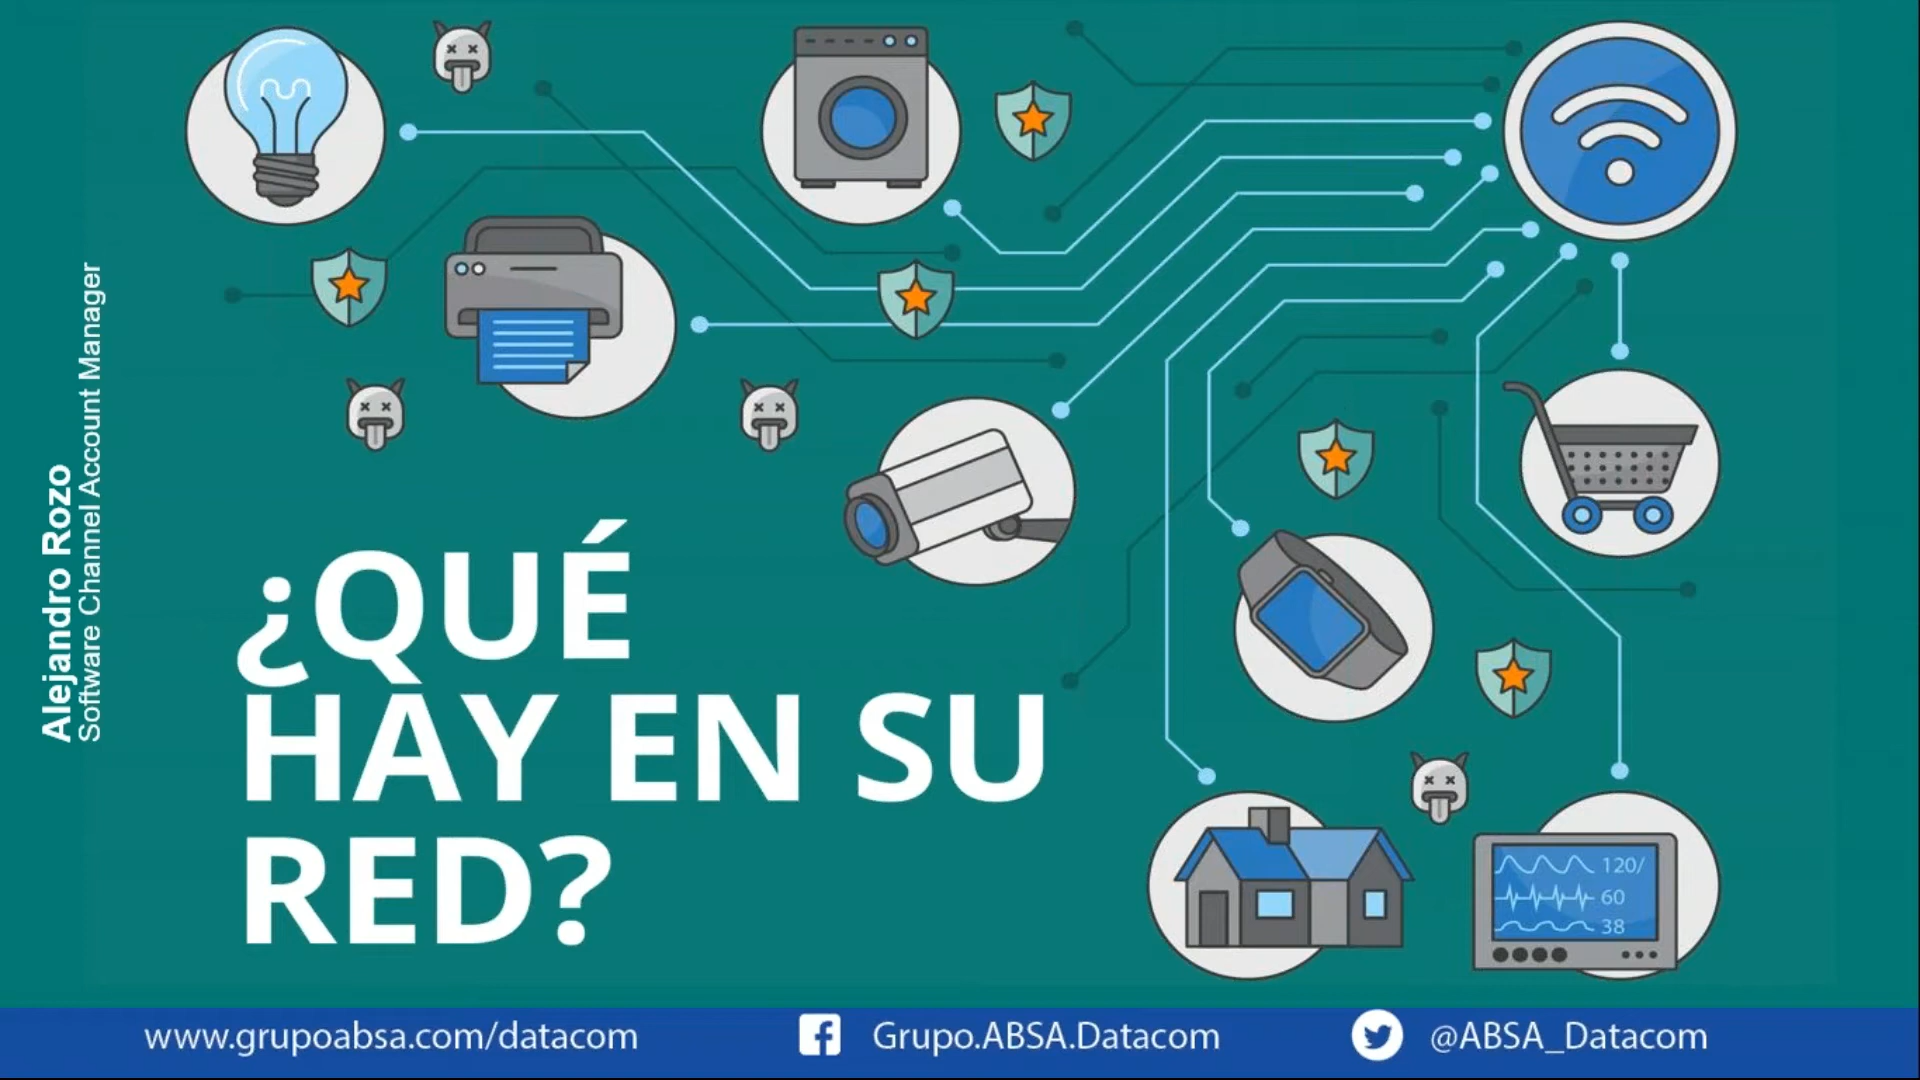 Alejandro Rozo
Software Channel Account Manager
¿QUÉ
HAY EN SU
RED?
120/
60
38
www.grupoabsa.com/datacom
Grupo.ABSA.Datacom
@ABSA_Datacom